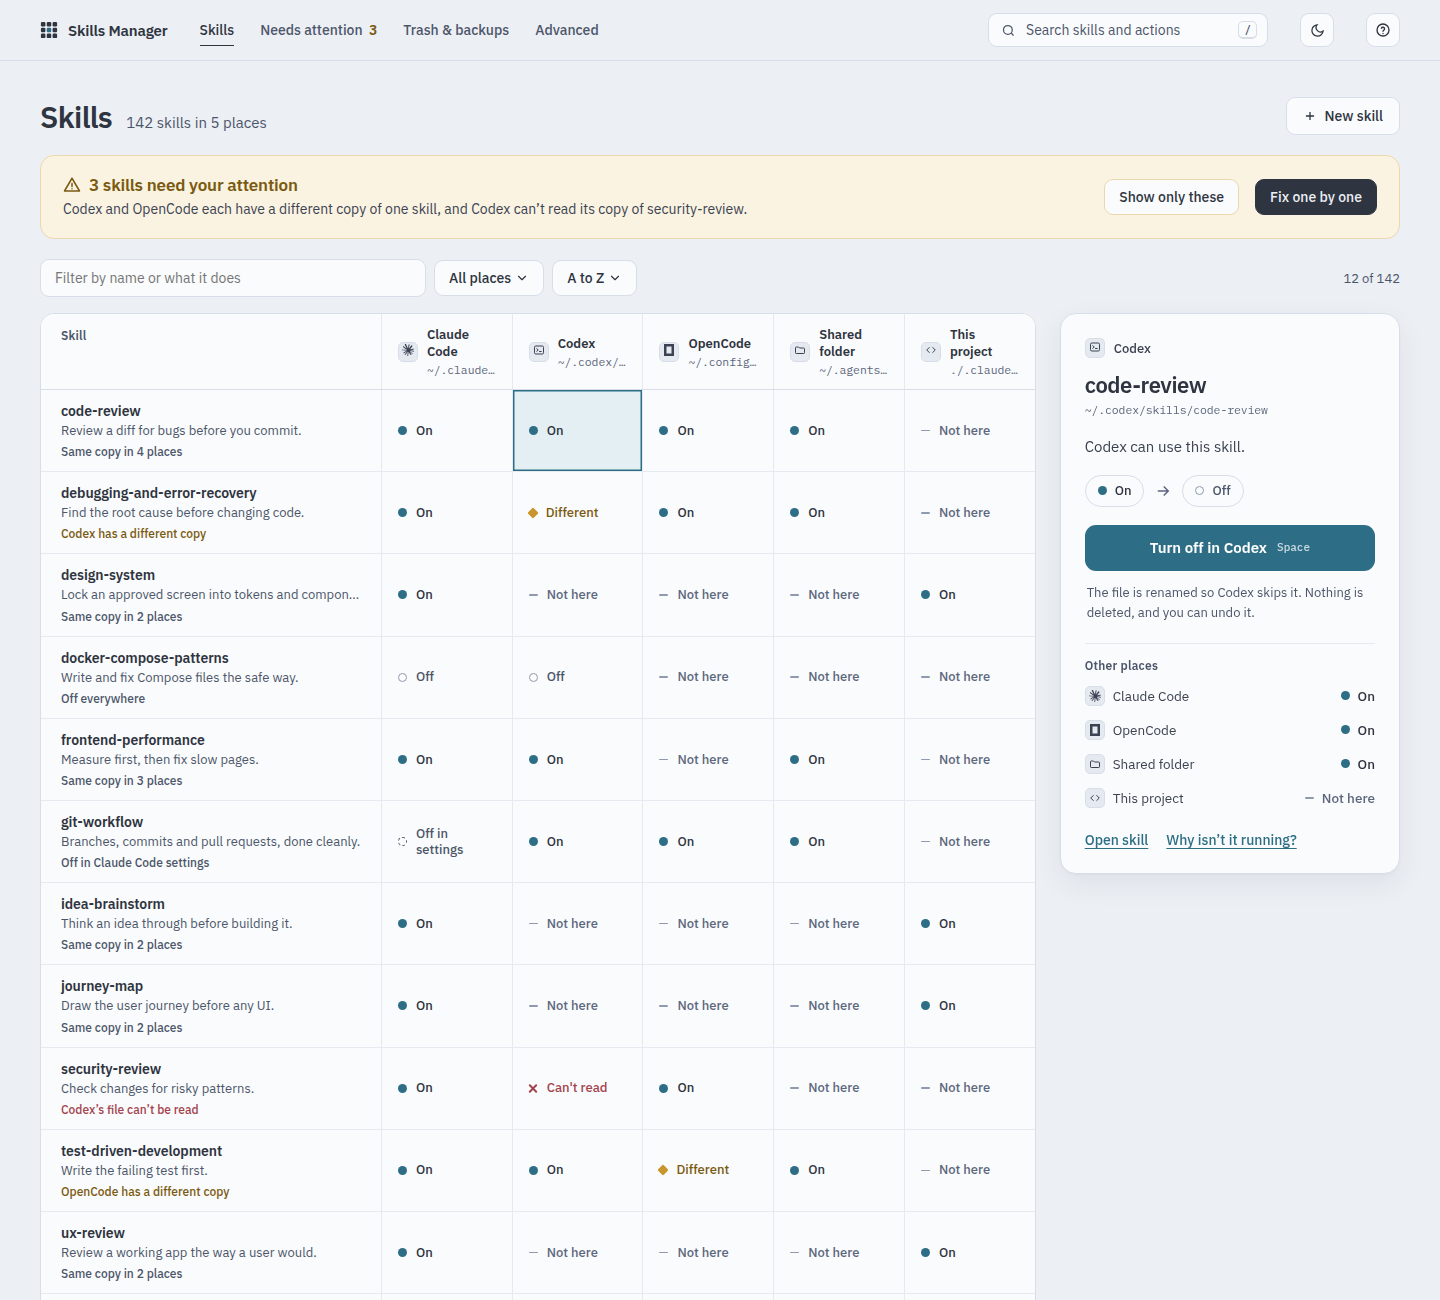 Skills Manager
Skills
Needs attention 3
Trash & backups
Advanced
Search skills and actions /
Skills
142 skills in 5 places
+ New skill
3 skills need your attention
Codex and OpenCode each have a different copy of one skill, and Codex can’t read its copy of security-review.
Show only these
Fix one by one
Filter by name or what it does
All places
A to Z
12 of 142
Skill
Claude Code
~/.claude…
Codex
~/.codex/…
OpenCode
~/.config…
Shared folder
~/.agents…
This project
./.claude…
code-review
Review a diff for bugs before you commit.
Same copy in 4 places
On
On
On
On
Not here
debugging-and-error-recovery
Find the root cause before changing code.
Codex has a different copy
On
Different
On
On
Not here
design-system
Lock an approved screen into tokens and compon…
Same copy in 2 places
On
Not here
Not here
Not here
On
docker-compose-patterns
Write and fix Compose files the safe way.
Off everywhere
Off
Off
Not here
Not here
Not here
frontend-performance
Measure first, then fix slow pages.
Same copy in 3 places
On
On
Not here
On
Not here
git-workflow
Branches, commits and pull requests, done cleanly.
Off in Claude Code settings
Off in settings
On
On
On
Not here
idea-brainstorm
Think an idea through before building it.
Same copy in 2 places
On
Not here
Not here
Not here
On
journey-map
Draw the user journey before any UI.
Same copy in 2 places
On
Not here
Not here
Not here
On
security-review
Check changes for risky patterns.
Codex’s file can’t be read
On
Can't read
On
Not here
Not here
test-driven-development
Write the failing test first.
OpenCode has a different copy
On
On
Different
On
Not here
ux-review
Review a working app the way a user would.
Same copy in 2 places
On
Not here
Not here
Not here
On
Codex
code-review
~/.codex/skills/code-review
Codex can use this skill.
On → Off
Turn off in Codex Space
The file is renamed so Codex skips it. Nothing is
deleted, and you can undo it.
Other places
Claude Code On
OpenCode On
Shared folder On
This project Not here
Open skill
Why isn’t it running?